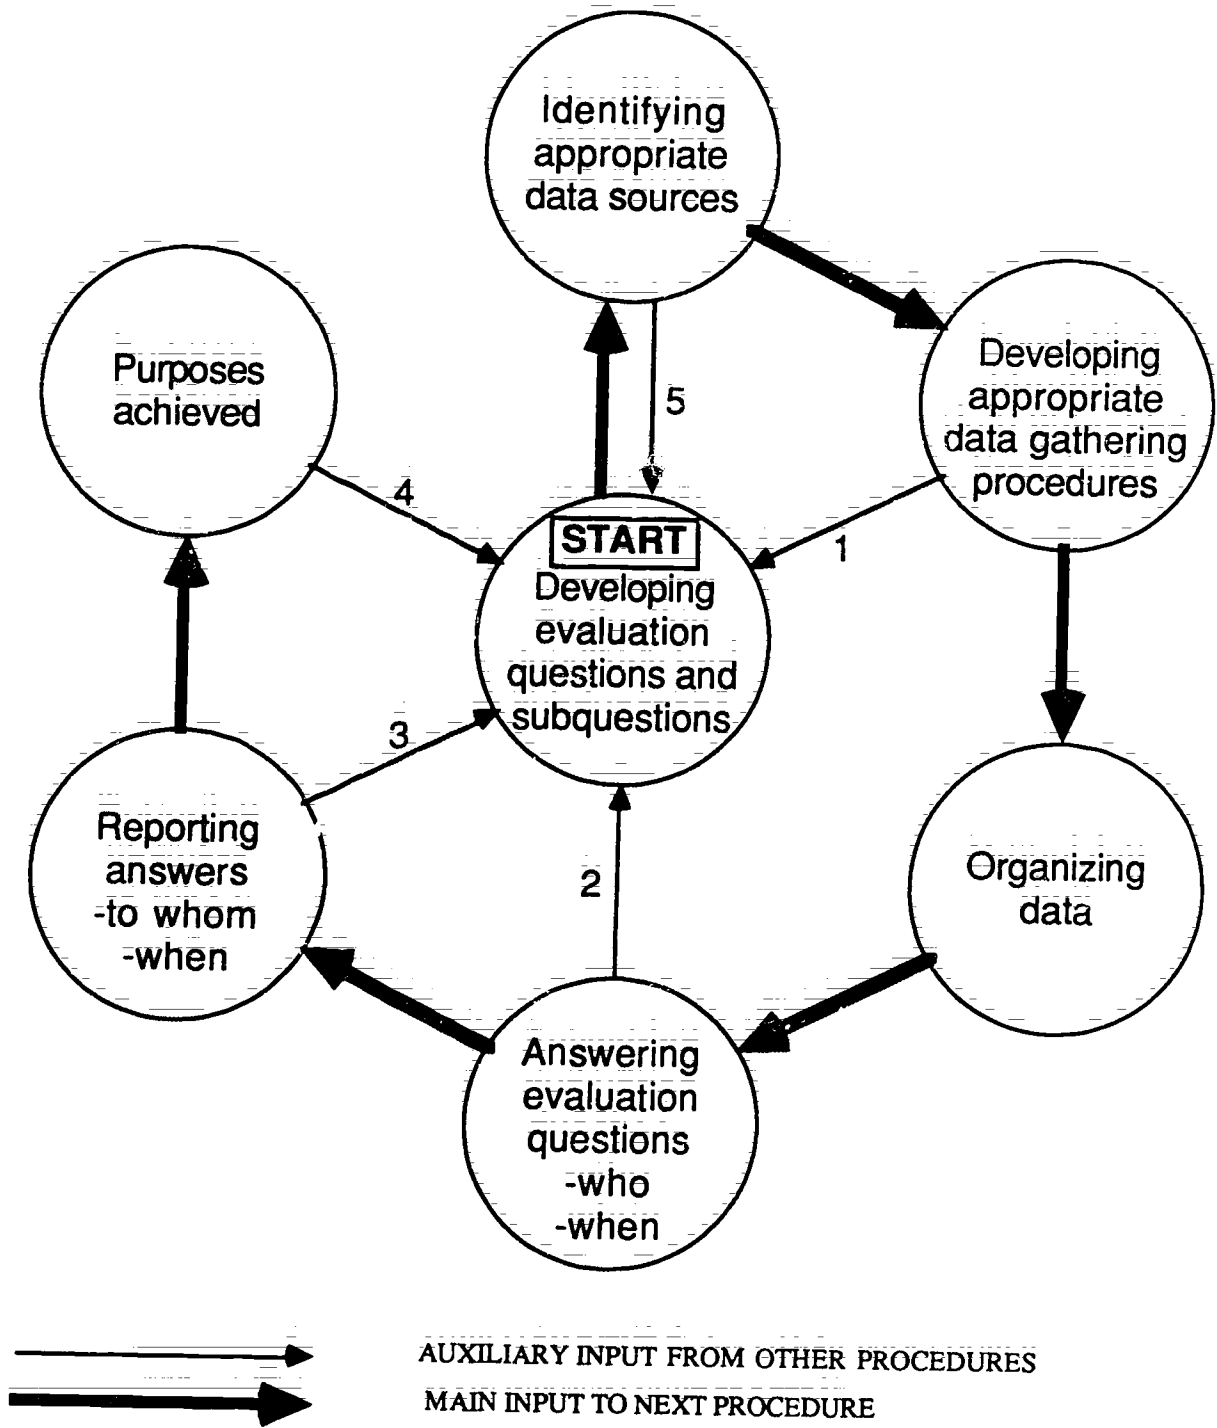 Identifying
appropriate
data sources
Purposes
achieved
Developing
appropriate
data gathering
procedures
5
4
1
START
Developing
evaluation
questions and
subquestions
3
2
Reporting
answers
-to whom
-when
Organizing
data
Answering
evaluation
questions
-who
-when
AUXILIARY INPUT FROM OTHER PROCEDURES
MAIN INPUT TO NEXT PROCEDURE